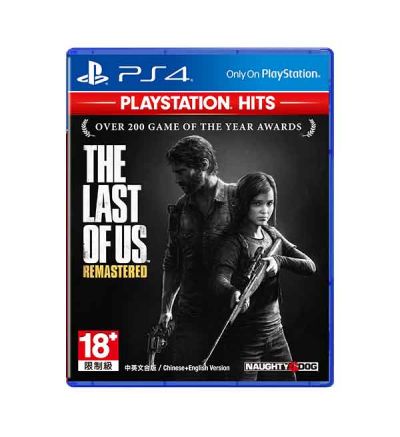 PS4
Only On PlayStation®
PLAYSTATION® HITS
OVER 200 GAME OF THE YEAR AWARDS
THE
LAST
OF US
REMASTERED
18+
限制級
中英文合版 / Chinese+English Version
NAUGHTY DOG